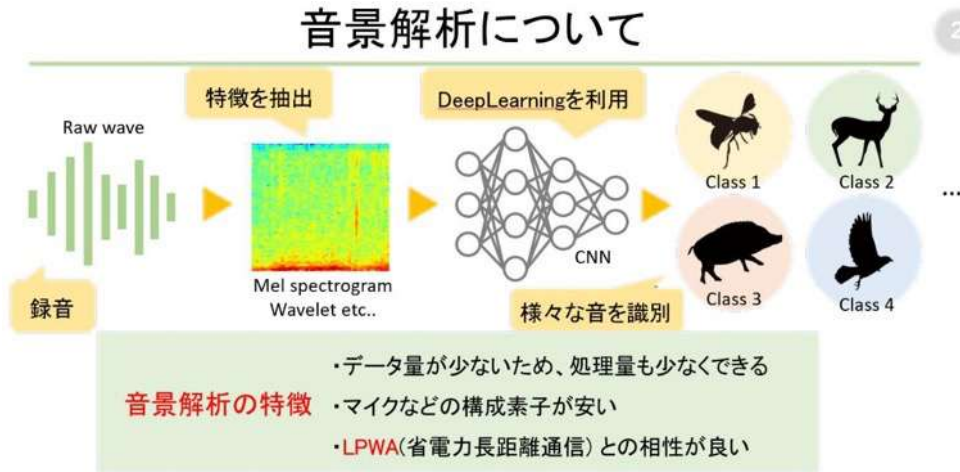 音景解析について
2
特徴を抽出
DeepLearningを利用
Raw wave
Class 1
Class 2
...
CNN
録音
Mel spectrogram
Wavelet etc..
様々な音を識別
Class 3
Class 4
音景解析の特徴
・データ量が少ないため、処理量も少なくできる
・マイクなどの構成素子が安い
・LPWA(省電力長距離通信) との相性が良い